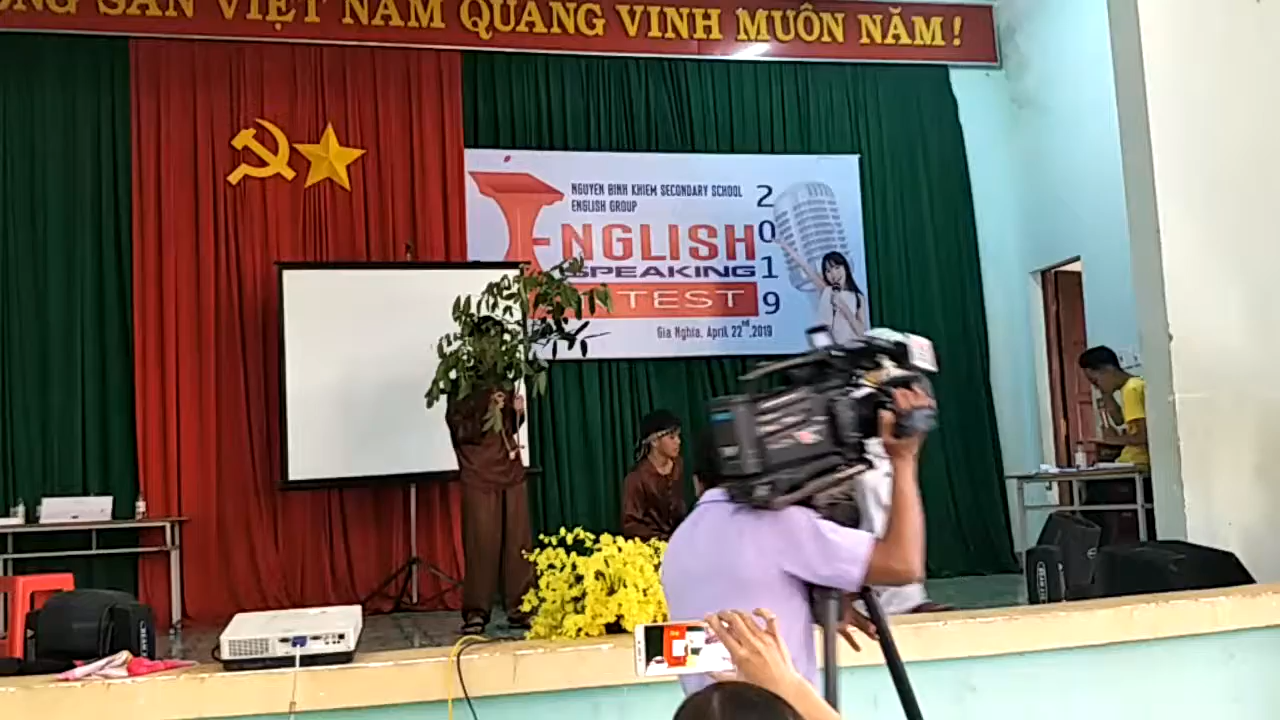 SẢN VIỆT NAM QUANG VINH MUÔN NĂM !
NGUYEN BINH KHIEM SECONDARY SCHOOL
ENGLISH GROUP
ENGLISH
SPEAKING
TEST
2019
Gia Nghia, April 22nd, 2019